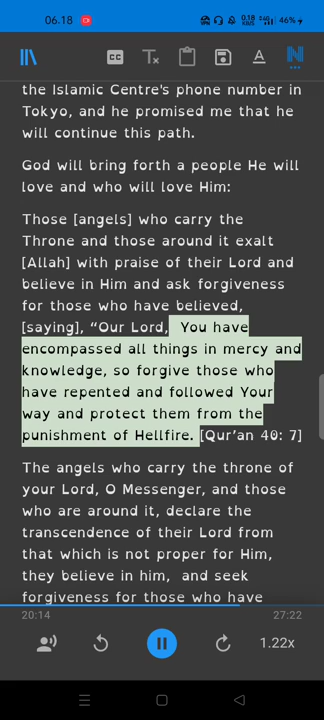 06.18
0.18 KB/s
46%
CC
A
N
the Islamic Centre's phone number in
Tokyo, and he promised me that he
will continue this path.
God will bring forth a people He will
love and who will love Him:
Those [angels] who carry the
Throne and those around it exalt
[Allah] with praise of their Lord and
believe in Him and ask forgiveness
for those who have believed,
[saying], “Our Lord,  You have
encompassed all things in mercy and
knowledge, so forgive those who
have repented and followed Your
way and protect them from the
punishment of Hellfire. [Qur’an 40: 7]
The angels who carry the throne of
your Lord, O Messenger, and those
who are around it, declare the
transcendence of their Lord from
that which is not proper for Him,
they believe in him,  and seek
forgiveness for those who have
20:14
27:22
1.22x